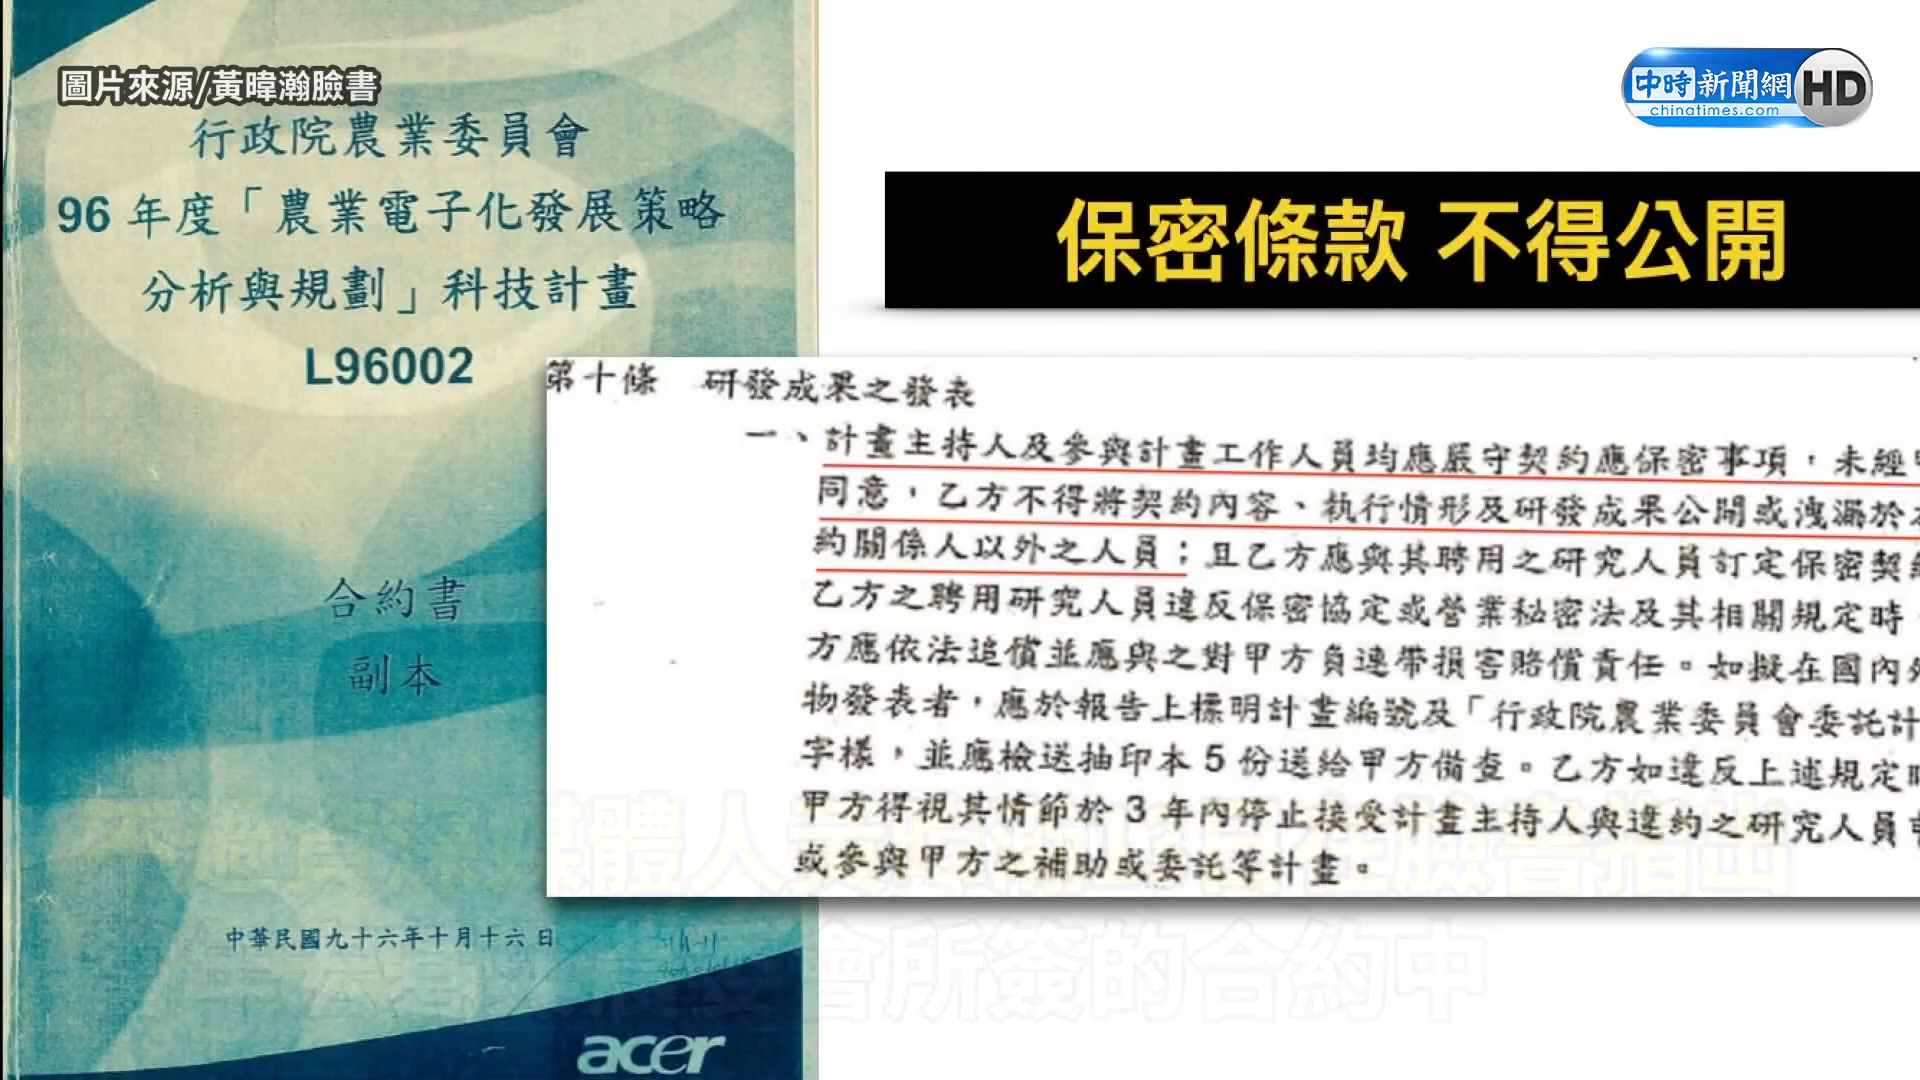 圖片來源/黃暐瀚臉書
中時新聞網HD
chinatimes.com
行政院農業委員會
96 年度「農業電子化發展策略
分析與規劃」科技計畫
L96002
合約書
副本
中華民國九十六年十月十六日
acer
保密條款 不得公開
第十條 研發成果之發表
一、計畫主持人及參與計畫工作人員均應嚴守契約應保密事項,未經
同意,乙方不得將契約內容、執行情形及研發成果公開或洩漏於
約關係人以外之人員;且乙方應與其聘用之研究人員訂定保密契
乙方之聘用研究人員違反保密協定或營業秘密法及其相關規定時
方應依法追償並應與之對甲方負連帶損害賠償責任。如擬在國內
物發表者,應於報告上標明計畫編號及「行政院農業委員會委託計
字樣,並應檢送抽印本 5 份送給甲方備查。乙方如違反上述規定
甲方得視其情節於 3 年內停止接受計畫主持人與違約之研究人員
或參與甲方之補助或委託等計畫。
會所簽的合約中